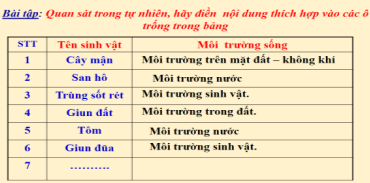 Bài tập: Quan sát trong tự nhiên, hãy điền nội dung thích hợp vào các ô
trống trong bảng
STT Tên sinh vật Môi trường sống
1 Cây mận Môi trường trên mặt đất – không khí
2 San hô Môi trường nước
3 Trùng sốt rét Môi trường sinh vật.
4 Giun đất Môi trường trong đất.
5 Tôm Môi trường nước
6 Giun đũa Môi trường sinh vật.
7 ..........